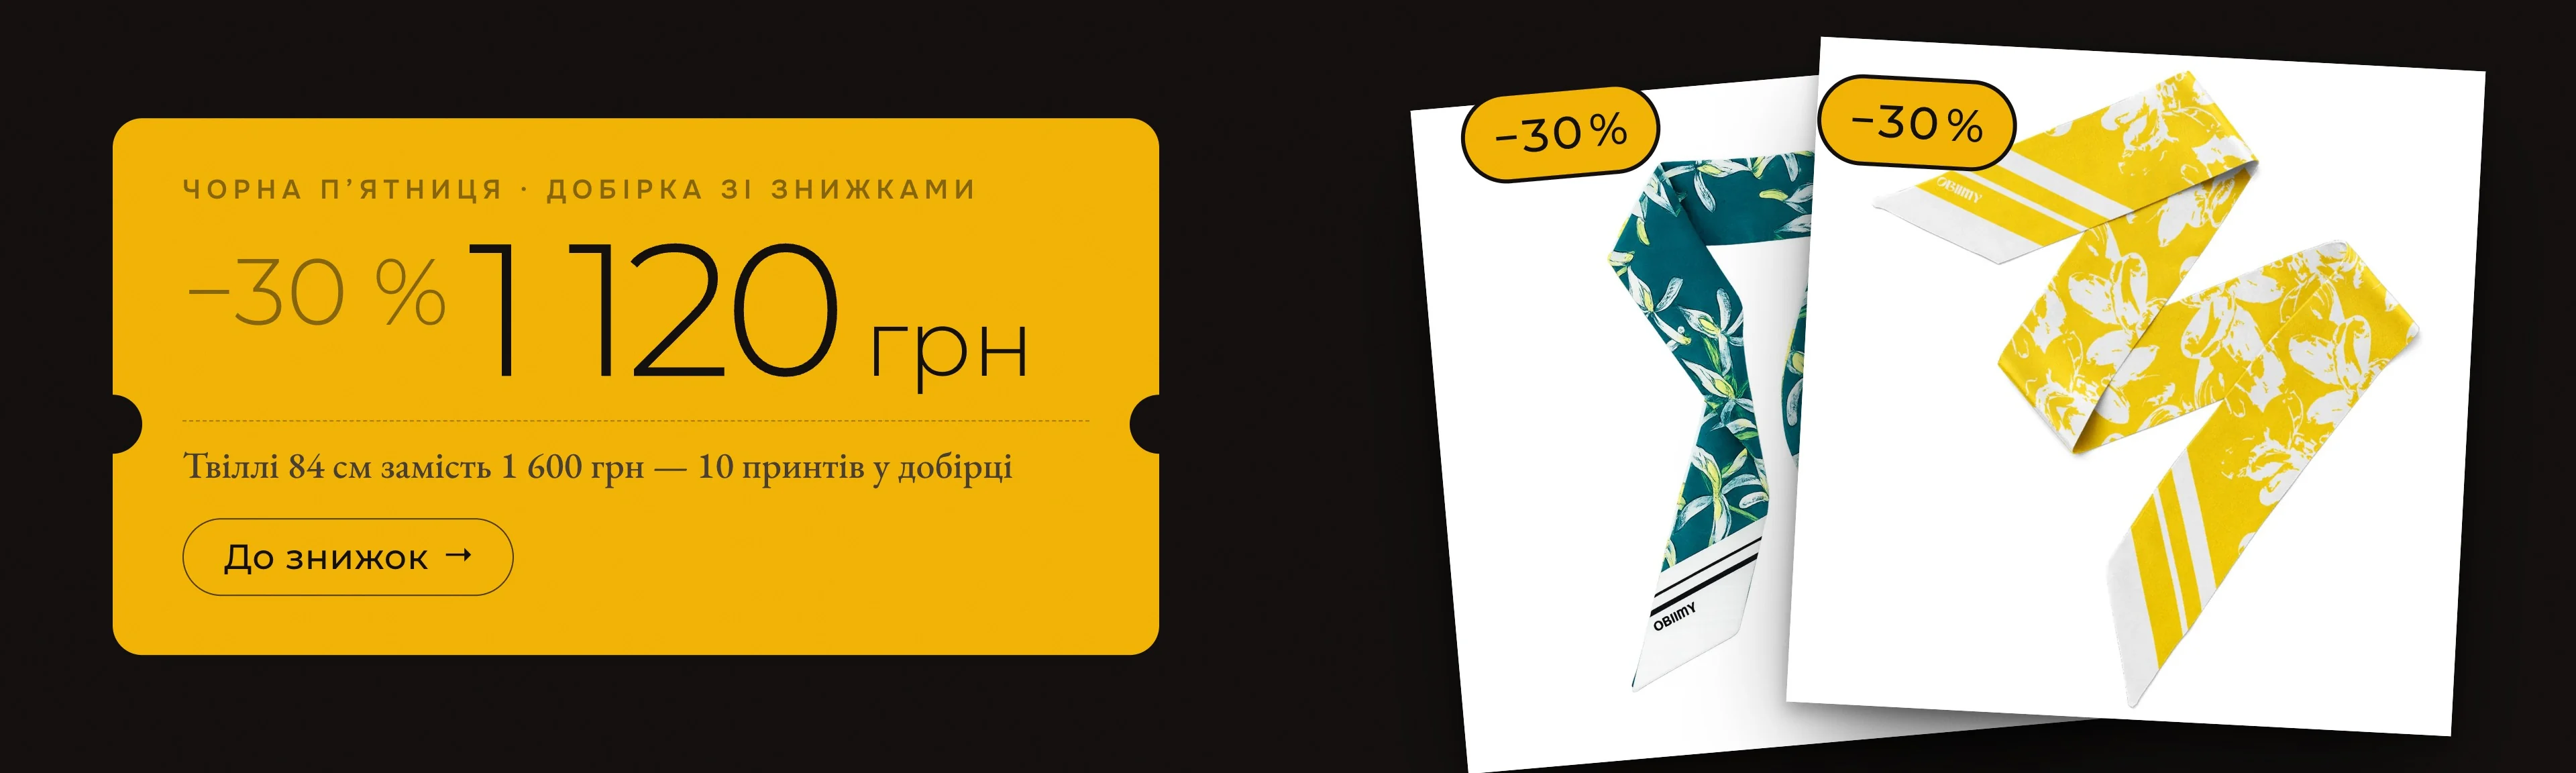 ЧОРНА П’ЯТНИЦЯ · ДОБІРКА ЗІ ЗНИЖКАМИ
−30 % 1 120 грн
Твіллі 84 см замість 1 600 грн — 10 принтів у добірці
До знижок →
−30 %
−30 %
OBIIMY
OBIIMY